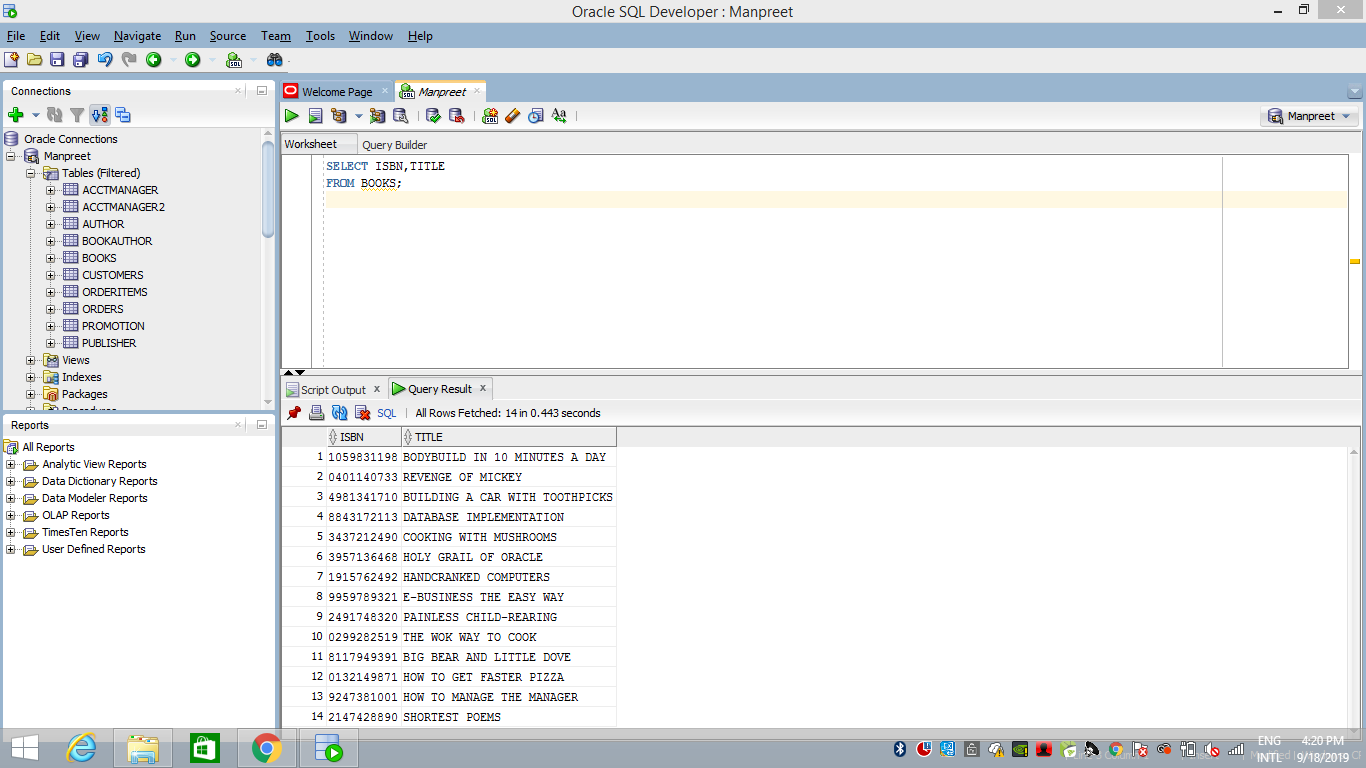 Oracle SQL Developer : Manpreet
File Edit View Navigate Run Source Team Tools Window Help
Connections
Oracle Connections
Manpreet
Tables (Filtered)
ACCTMANAGER
ACCTMANAGER2
AUTHOR
BOOKAUTHOR
BOOKS
CUSTOMERS
ORDERITEMS
ORDERS
PROMOTION
PUBLISHER
Views
Indexes
Packages
Reports
All Reports
Analytic View Reports
Data Dictionary Reports
Data Modeler Reports
OLAP Reports
TimesTen Reports
User Defined Reports
Welcome Page Manpreet
Manpreet
Worksheet Query Builder
SELECT ISBN,TITLE
FROM BOOKS;
Script Output x Query Result x
SQL | All Rows Fetched: 14 in 0.443 seconds
ISBN TITLE
1 1059831198 BODYBUILD IN 10 MINUTES A DAY
2 0401140733 REVENGE OF MICKEY
3 4981341710 BUILDING A CAR WITH TOOTHPICKS
4 8843172113 DATABASE IMPLEMENTATION
5 3437212490 COOKING WITH MUSHROOMS
6 3957136468 HOLY GRAIL OF ORACLE
7 1915762492 HANDCRANKED COMPUTERS
8 9959789321 E-BUSINESS THE EASY WAY
9 2491748320 PAINLESS CHILD-REARING
10 0299282519 THE WOK WAY TO COOK
11 8117949391 BIG BEAR AND LITTLE DOVE
12 0132149871 HOW TO GET FASTER PIZZA
13 9247381001 HOW TO MANAGE THE MANAGER
14 2147428890 SHORTEST POEMS
ENG 4:20 PM
INTL 9/18/2019